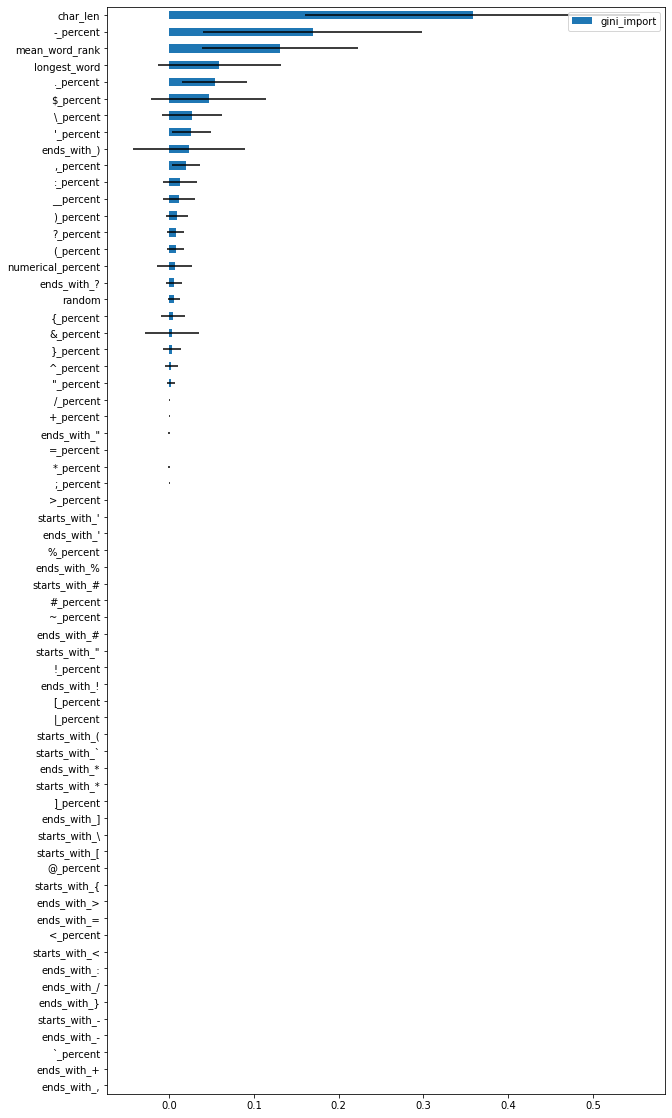 char_len
-_percent
mean_word_rank
longest_word
._percent
$_percent
\_percent
'_percent
ends_with_)
,_percent
:_percent
__percent
)_percent
?_percent
(_percent
numerical_percent
ends_with_?
random
{_percent
&_percent
}_percent
^_percent
"_percent
/_percent
+_percent
ends_with_"
=_percent
*_percent
;_percent
>_percent
starts_with_'
ends_with_'
%_percent
ends_with_%
starts_with_#
#_percent
~_percent
ends_with_#
starts_with_"
!_percent
ends_with_!
[_percent
|_percent
starts_with_(
starts_with_`
ends_with_*
starts_with_*
]_percent
ends_with_]
starts_with_\
starts_with_[
@_percent
starts_with_{
ends_with_>
ends_with_=
<_percent
starts_with_<
ends_with_:
ends_with_/
ends_with_}
starts_with_-
ends_with_-
`_percent
ends_with_+
ends_with_,
gini_import
0.0 0.1 0.2 0.3 0.4 0.5